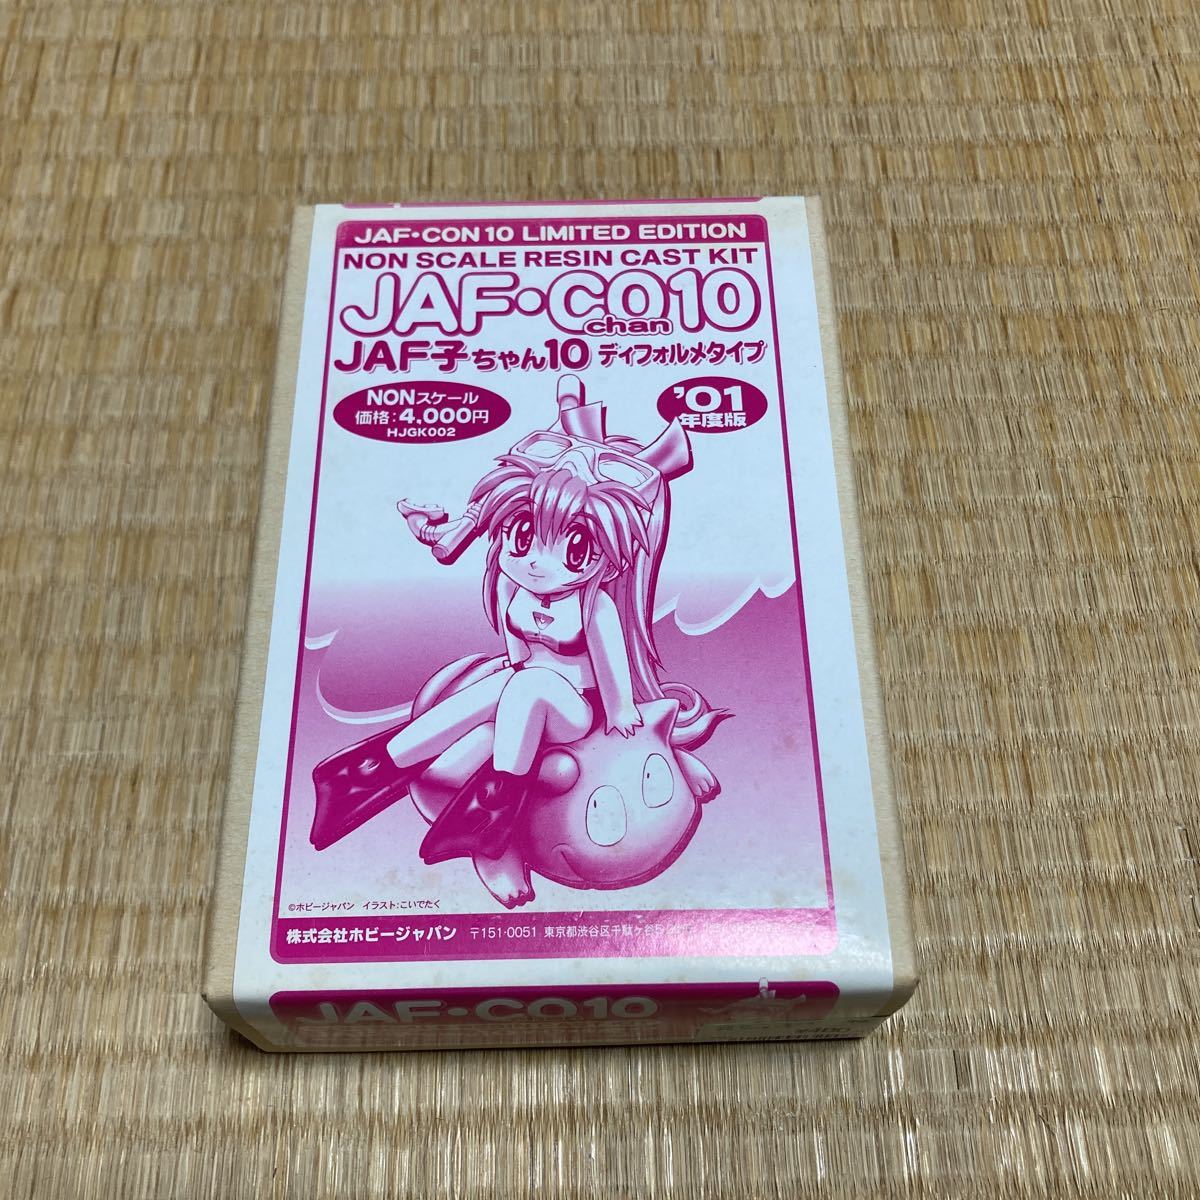 JAF・CON 10 LIMITED EDITION
NON SCALE RESIN CAST KIT
JAF・CO chan 10
JAF子ちゃん10 ディフォルメタイプ
NONスケール
価格:4,000円
HJGK002
'01
年度版
©ホビージャパン イラスト:こいでたく
株式会社ホビージャパン 〒151-0051 東京都渋谷区千駄ヶ谷
JAF・CO10